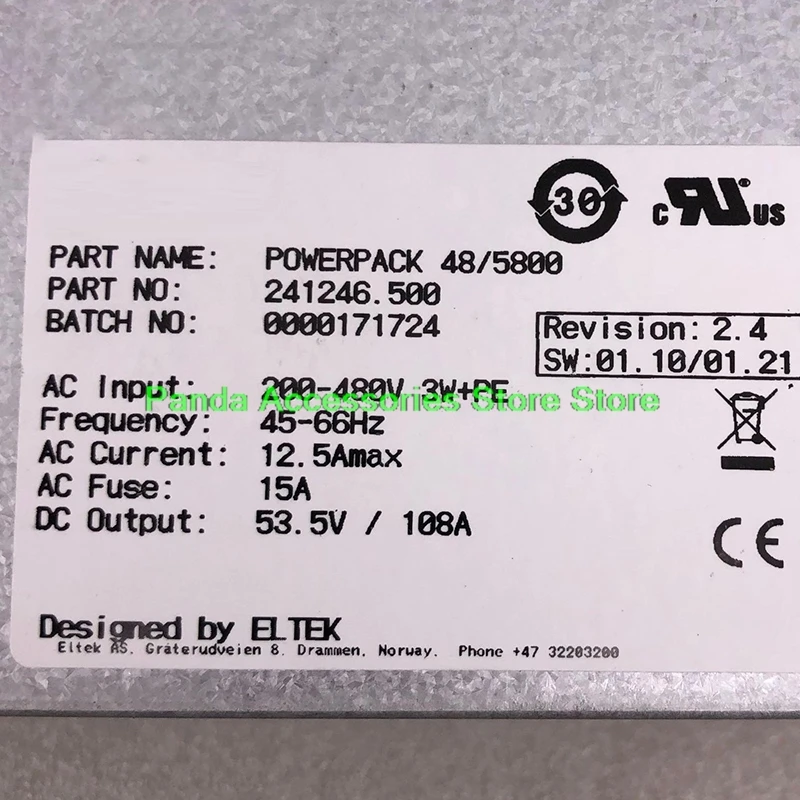 30
c RU® US
PART NAME: POWERPACK 48/5800
PART NO: 241246.500
BATCH NO: 0000171724
Revision: 2.4
SW:01.10/01.21
AC Input: 200-480V 3W+PE
Panda Accessories Store Store
Frequency: 45-66Hz
AC Current: 12.5Amax
AC Fuse: 15A
DC Output: 53.5V / 108A
CE
Designed by ELTEK
Eltek AS. Gråterudveien 8. Drammen. Norway. Phone +47 32203200